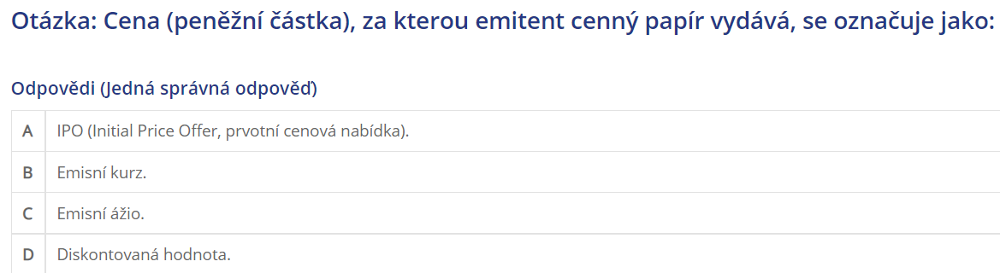 Otázka: Cena (peněžní částka), za kterou emitent cenný papír vydává, se označuje jako:
Odpovědi (Jedná správná odpověď)
A IPO (Initial Price Offer, prvotní cenová nabídka).
B Emisní kurz.
C Emisní ážio.
D Diskontovaná hodnota.